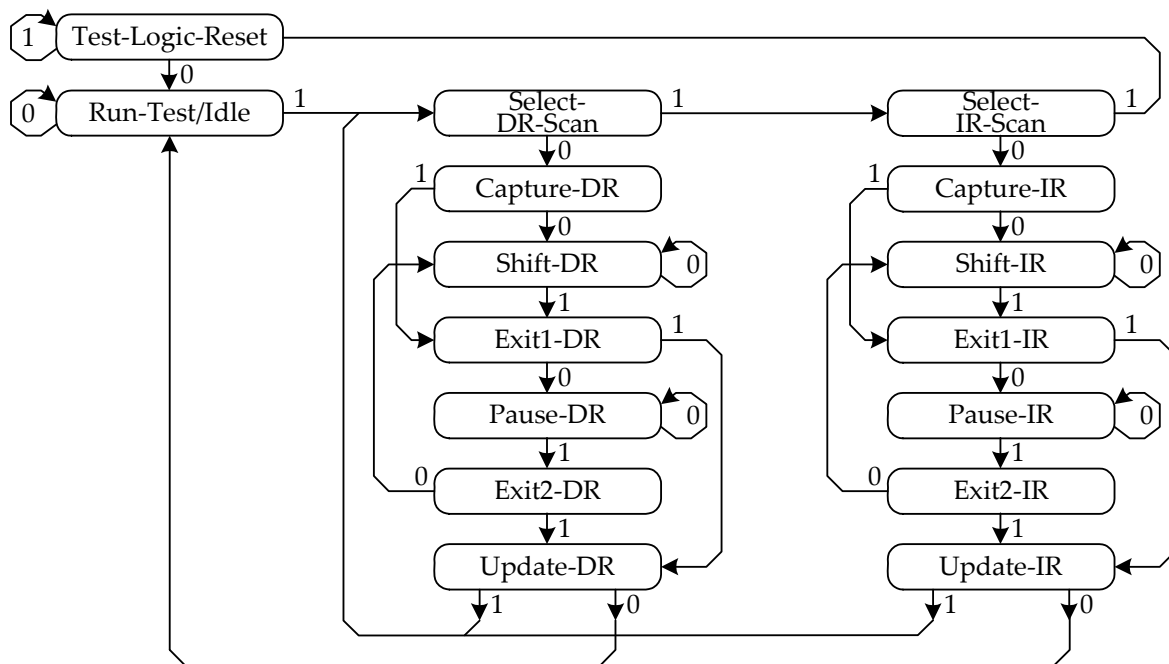 1
Test-Logic-Reset
0
0
Run-Test/Idle
1
Select-
DR-Scan
1
Select-
IR-Scan
1
0
0
1
Capture-DR
1
Capture-IR
0
0
Shift-DR
0
Shift-IR
0
1
1
Exit1-DR
1
Exit1-IR
1
0
0
Pause-DR
0
Pause-IR
0
1
1
0
Exit2-DR
0
Exit2-IR
1
1
Update-DR
Update-IR
1
0
1
0